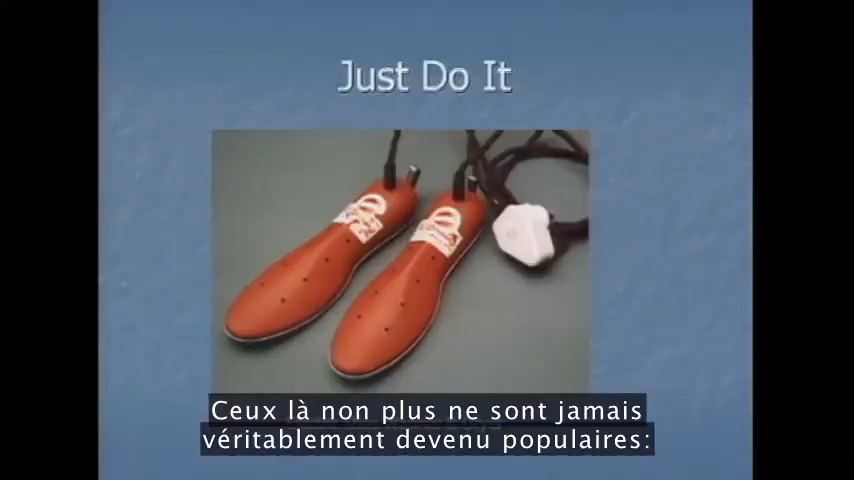 Just Do It
Ceux là non plus ne sont jamais
véritablement devenu populaires: